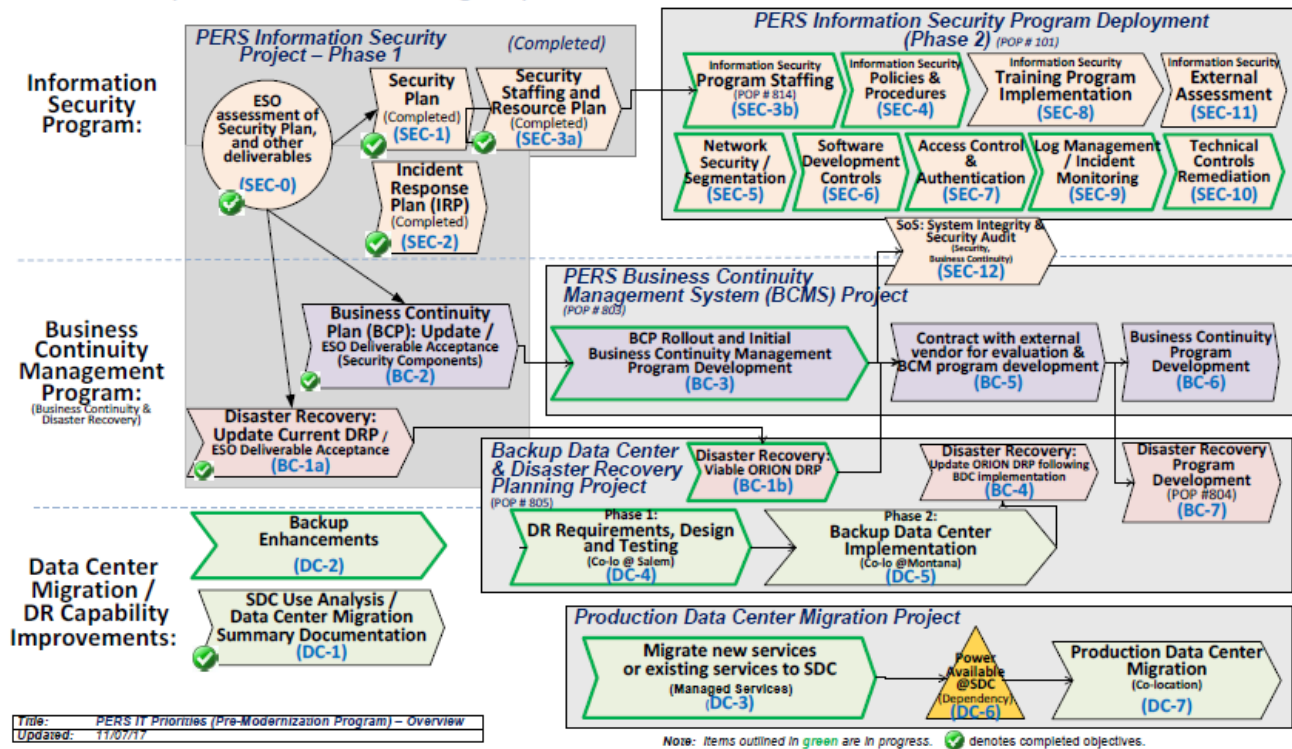 Information
Security
Program:
PERS Information Security
Project – Phase 1
(Completed)
ESO
assessment of
Security Plan,
and other
deliverables
(SEC-0)
Security
Plan
(Completed)
(SEC-1)
Security
Staffing and
Resource Plan
(Completed)
(SEC-3a)
Incident
Response
Plan (IRP)
(Completed)
(SEC-2)
PERS Information Security Program Deployment
(Phase 2) (POP # 101)
Information Security
Program Staffing
(POP # 814)
(SEC-3b)
Information Security
Policies &
Procedures
(SEC-4)
Information Security
Training Program
Implementation
(SEC-8)
Information Security
External
Assessment
(SEC-11)
Network
Security /
Segmentation
(SEC-5)
Software
Development
Controls
(SEC-6)
Access Control
&
Authentication
(SEC-7)
Log Management
/ Incident
Monitoring
(SEC-9)
Technical
Controls
Remediation
(SEC-10)
SoS: System Integrity &
Security Audit
(Security,
Business Continuity)
(SEC-12)
Business
Continuity
Management
Program:
(Business Continuity &
Disaster Recovery)
Business Continuity
Plan (BCP): Update /
ESO Deliverable Acceptance
(Security Components)
(BC-2)
Disaster Recovery:
Update Current DRP /
ESO Deliverable Acceptance
(BC-1a)
PERS Business Continuity
Management System (BCMS) Project
(POP # 803)
BCP Rollout and Initial
Business Continuity Management
Program Development
(BC-3)
Contract with external
vendor for evaluation &
BCM program development
(BC-5)
Business Continuity
Program
Development
(BC-6)
Backup Data Center
& Disaster Recovery
Planning Project
(POP # 805)
Disaster Recovery:
Viable ORION DRP
(BC-1b)
Disaster Recovery:
Update ORION DRP following
BDC implementation
(BC-4)
Disaster Recovery
Program
Development
(POP #804)
(BC-7)
Phase 1:
DR Requirements, Design
and Testing
(Co-lo @ Salem)
(DC-4)
Phase 2:
Backup Data Center
Implementation
(Co-lo @Montana)
(DC-5)
Data Center
Migration /
DR Capability
Improvements:
Backup
Enhancements
(DC-2)
SDC Use Analysis /
Data Center Migration
Summary Documentation
(DC-1)
Production Data Center Migration Project
Migrate new services
or existing services to SDC
(Managed Services)
(DC-3)
Power
Available
@SDC
(Dependency)
(DC-6)
Production Data Center
Migration
(Co-location)
(DC-7)
Title: PERS IT Priorities (Pre-Modernization Program) – Overview
Updated: 11/07/17
Note: Items outlined in green are in progress. denotes completed objectives.